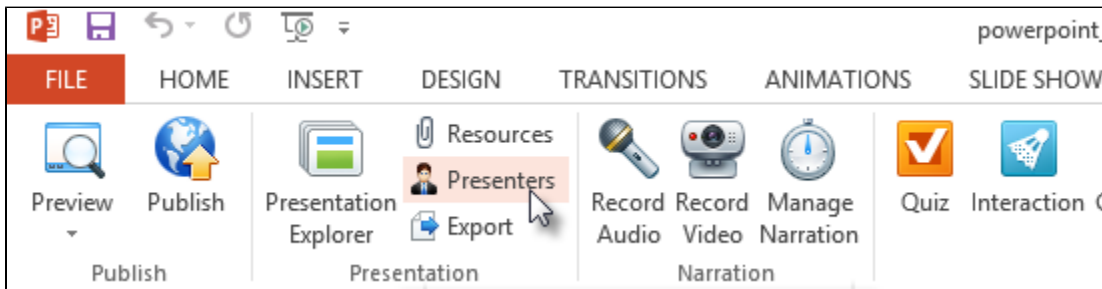 powerpoint_
FILE HOME INSERT DESIGN TRANSITIONS ANIMATIONS SLIDE SHOW
Resources
Presenters
Export
Preview Publish Presentation Explorer Record Audio Record Video Manage Narration Quiz Interaction
Publish Presentation Narration